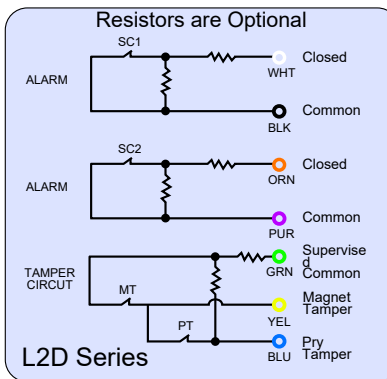 Resistors are Optional
SC1
Closed
WHT
ALARM
Common
BLK
SC2
Closed
ORN
ALARM
Common
PUR
Supervise
d
GRN
Common
TAMPER
CIRCUT
MT
Magnet
Tamper
YEL
PT
Pry
Tamper
BLU
L2D Series